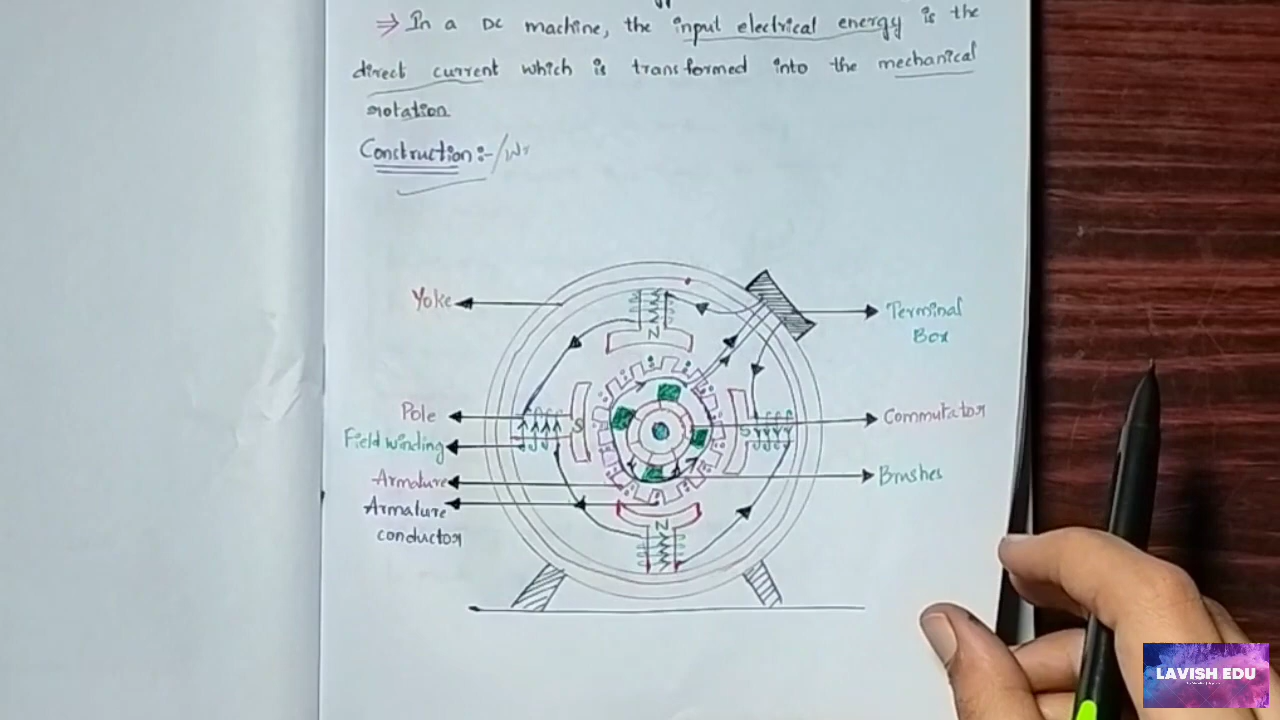 ⇒ In a DC machine, the input electrical energy is the
direct current which is transformed into the mechanical
rotation
Construction :-/
Yoke
Terminal
Box
N
Pole
S
S
Commutator
Field winding
Armature
Brushes
Armature
conductor
N
LAVISH EDU